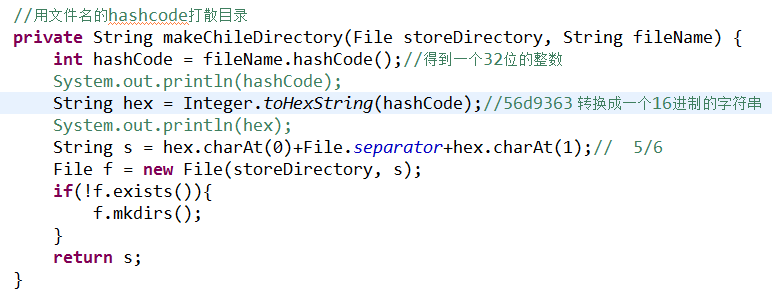 //用文件名的hashcode打散目录
private String makeChileDirectory(File storeDirectory, String fileName) {
    int hashCode = fileName.hashCode();//得到一个32位的整数
    System.out.println(hashCode);
    String hex = Integer.toHexString(hashCode);//56d9363 转换成一个16进制的字符串
    System.out.println(hex);
    String s = hex.charAt(0)+File.separator+hex.charAt(1);//  5/6
    File f = new File(storeDirectory, s);
    if(!f.exists()){
        f.mkdirs();
    }
    return s;
}